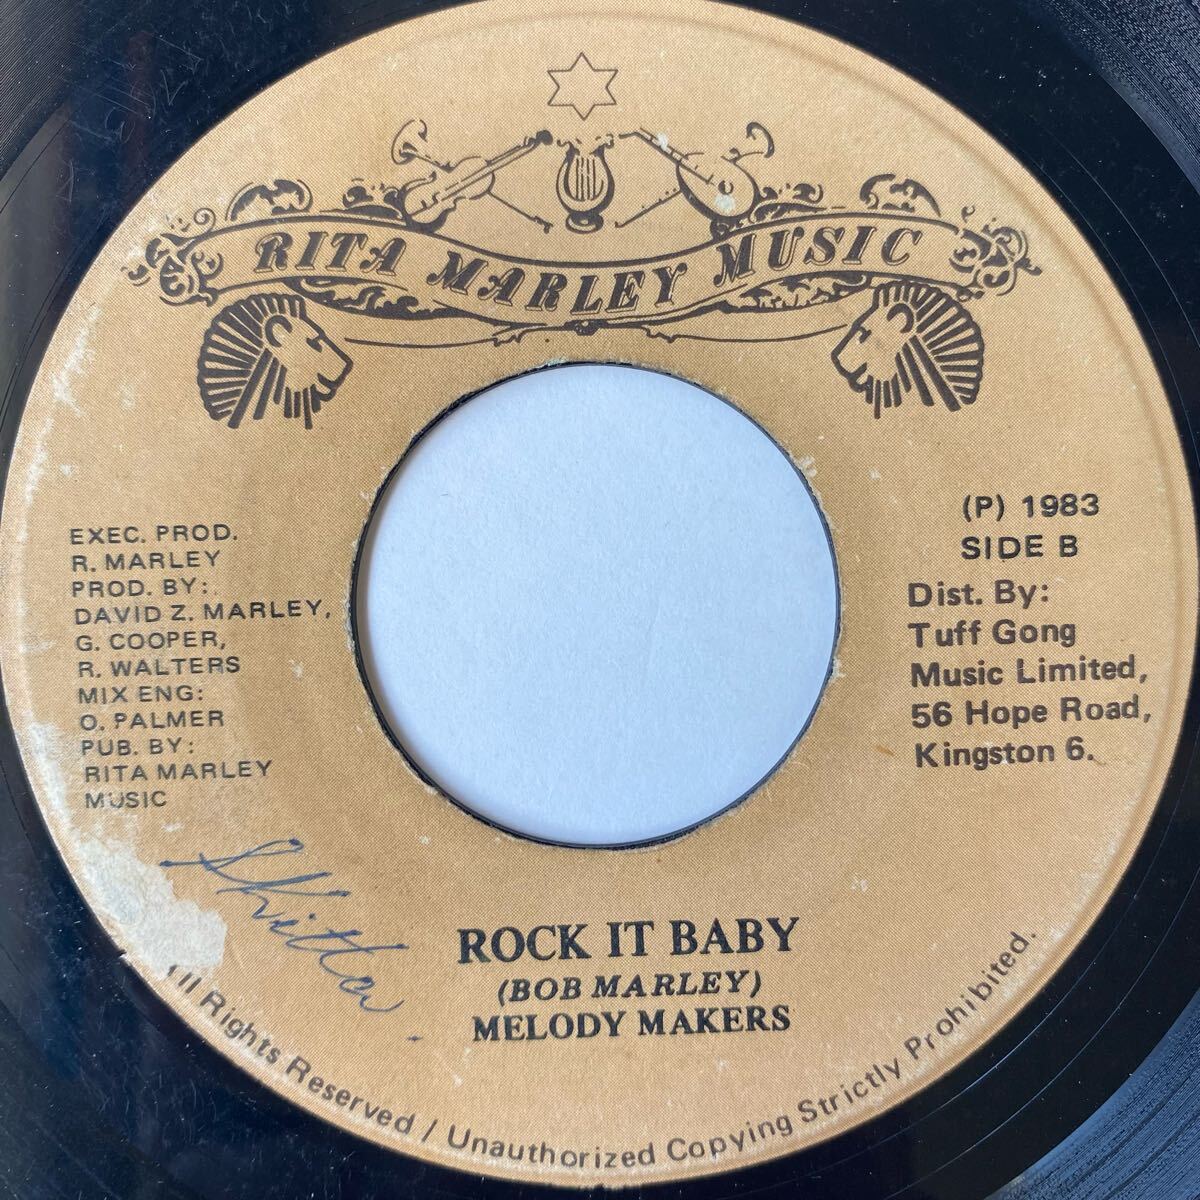 RITA MARLEY MUSIC
EXEC. PROD.
R. MARLEY
PROD. BY:.
DAVID Z. MARLEY,
G. COOPER,
R. WALTERS
MIX ENG:
O. PALMER
PUB. BY:
RITA MARLEY
MUSIC
(P) 1983
SIDE B
Dist. By:
Tuff Gong
Music Limited,
56 Hope Road,
Kingston 6.
ROCK IT BABY
(BOB MARLEY)
MELODY MAKERS
All Rights Reserved / Unauthorized Copying Strictly Prohibited.